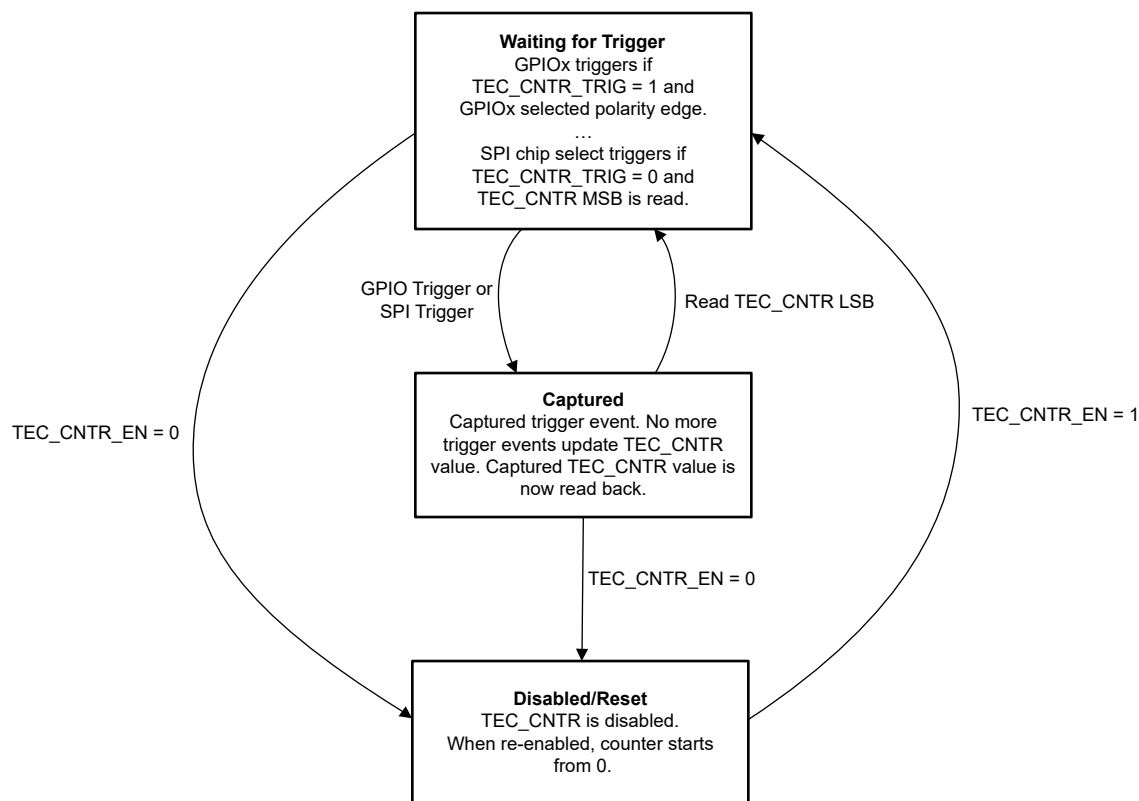 Waiting for Trigger
GPIOx triggers if
TEC_CNTR_TRIG = 1 and
GPIOx selected polarity edge.
…
SPI chip select triggers if
TEC_CNTR_TRIG = 0 and
TEC_CNTR MSB is read.
GPIO Trigger or
SPI Trigger
Read TEC_CNTR LSB
Captured
Captured trigger event. No more
trigger events update TEC_CNTR
value. Captured TEC_CNTR value is
now read back.
TEC_CNTR_EN = 0
TEC_CNTR_EN = 1
TEC_CNTR_EN = 0
Disabled/Reset
TEC_CNTR is disabled.
When re-enabled, counter starts
from 0.